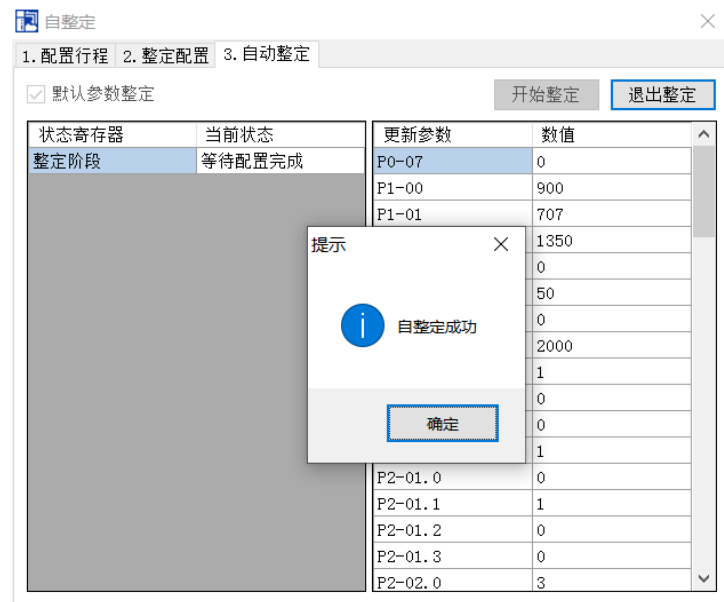 自整定
1.配置行程 2.整定配置 3.自动整定
默认参数整定 开始整定 退出整定
状态寄存器 当前状态 更新参数 数值
整定阶段 等待配置完成 P0-07 0
P1-00 900
P1-01 707
提示
1350
0
50
自整定成功
0
2000
1
0
确定
0
1
P2-01.0 0
P2-01.1 1
P2-01.2 0
P2-01.3 0
P2-02.0 3